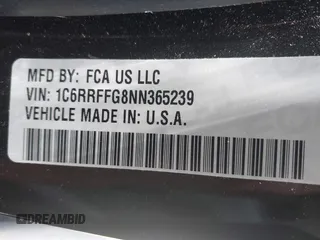 MFD BY: FCA US LLC
VIN: 1C6RRFFG8NN365239
VEHICLE MADE IN: U.S.A.
DREAMBID